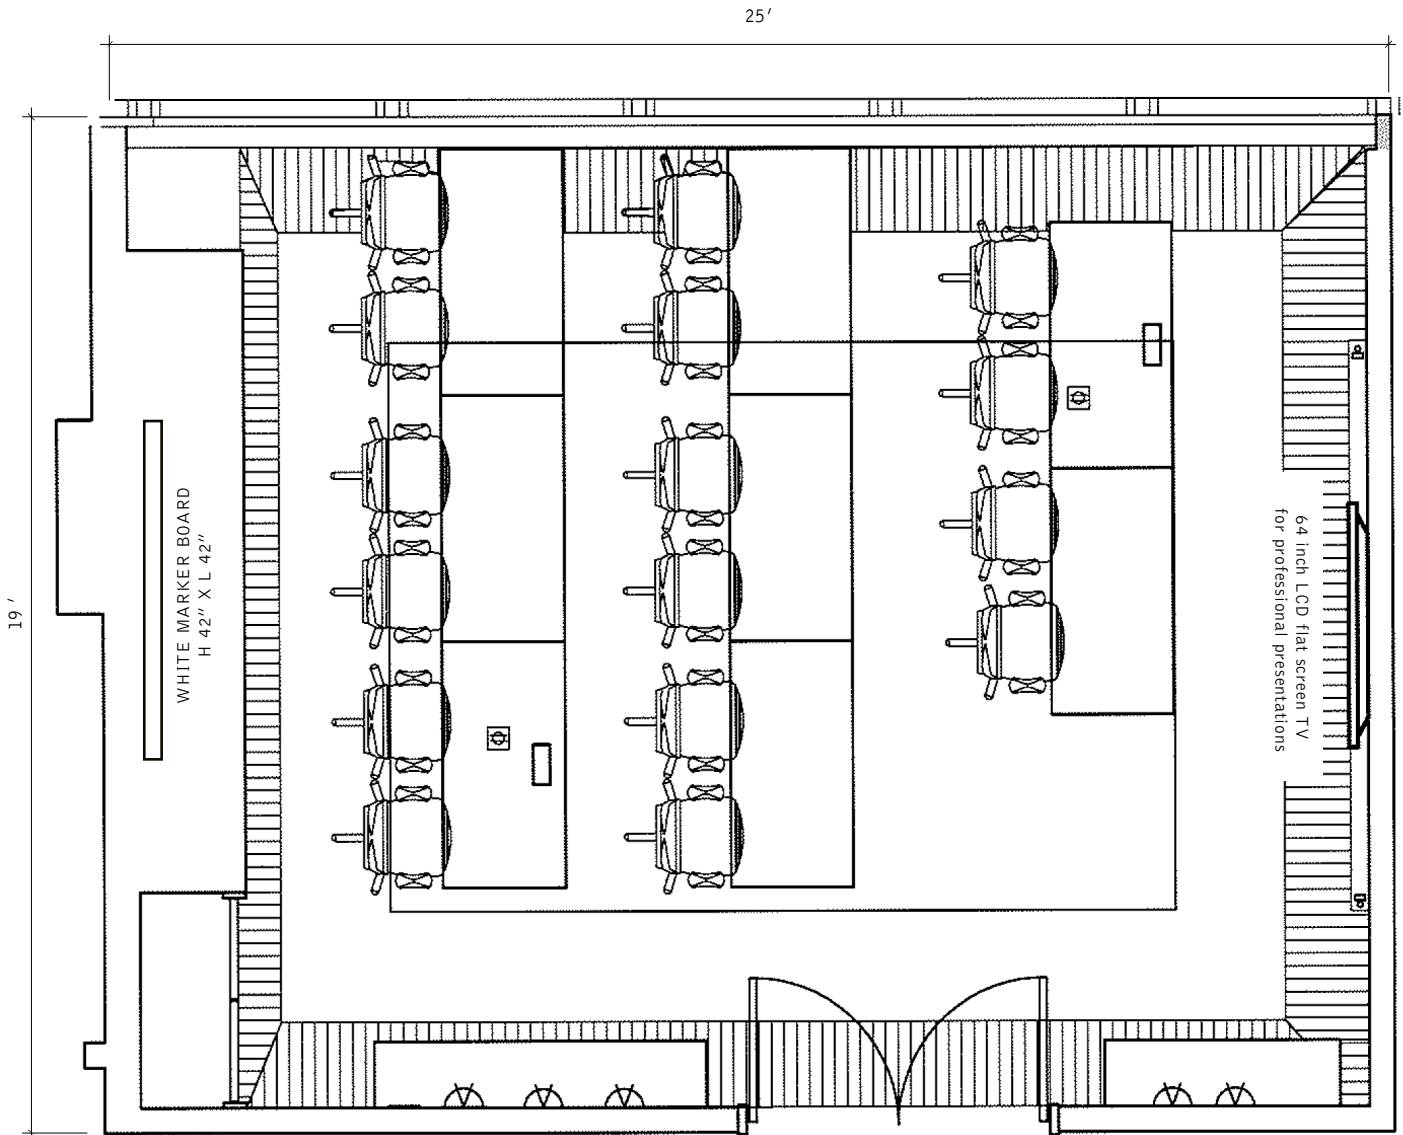 25′
19 ′
WHITE MARKER BOARD
H 42″ X L 42″
64 inch LCD flat screen TV
for professional presentations